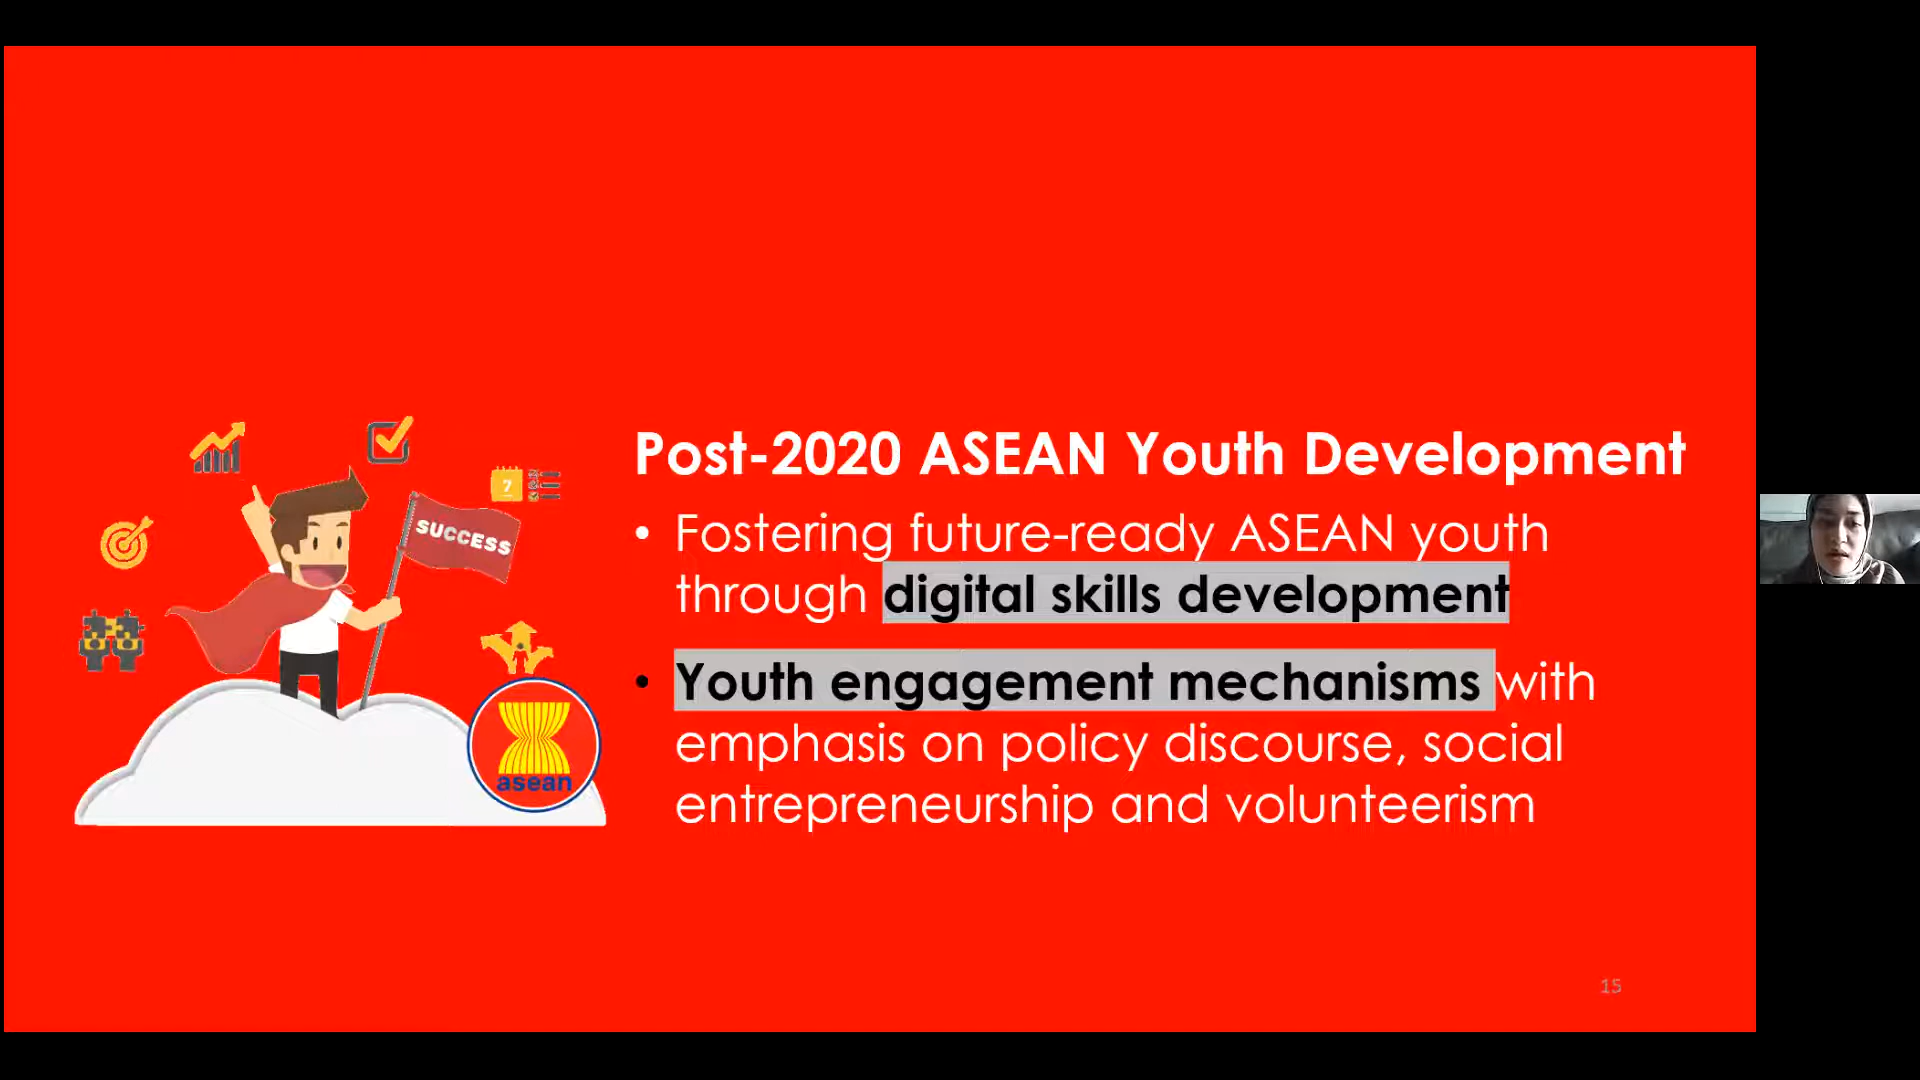 Post-2020 ASEAN Youth Development
• Fostering future-ready ASEAN youth
through digital skills development
• Youth engagement mechanisms with
emphasis on policy discourse, social
entrepreneurship and volunteerism
7
SUCCESS
asean
15